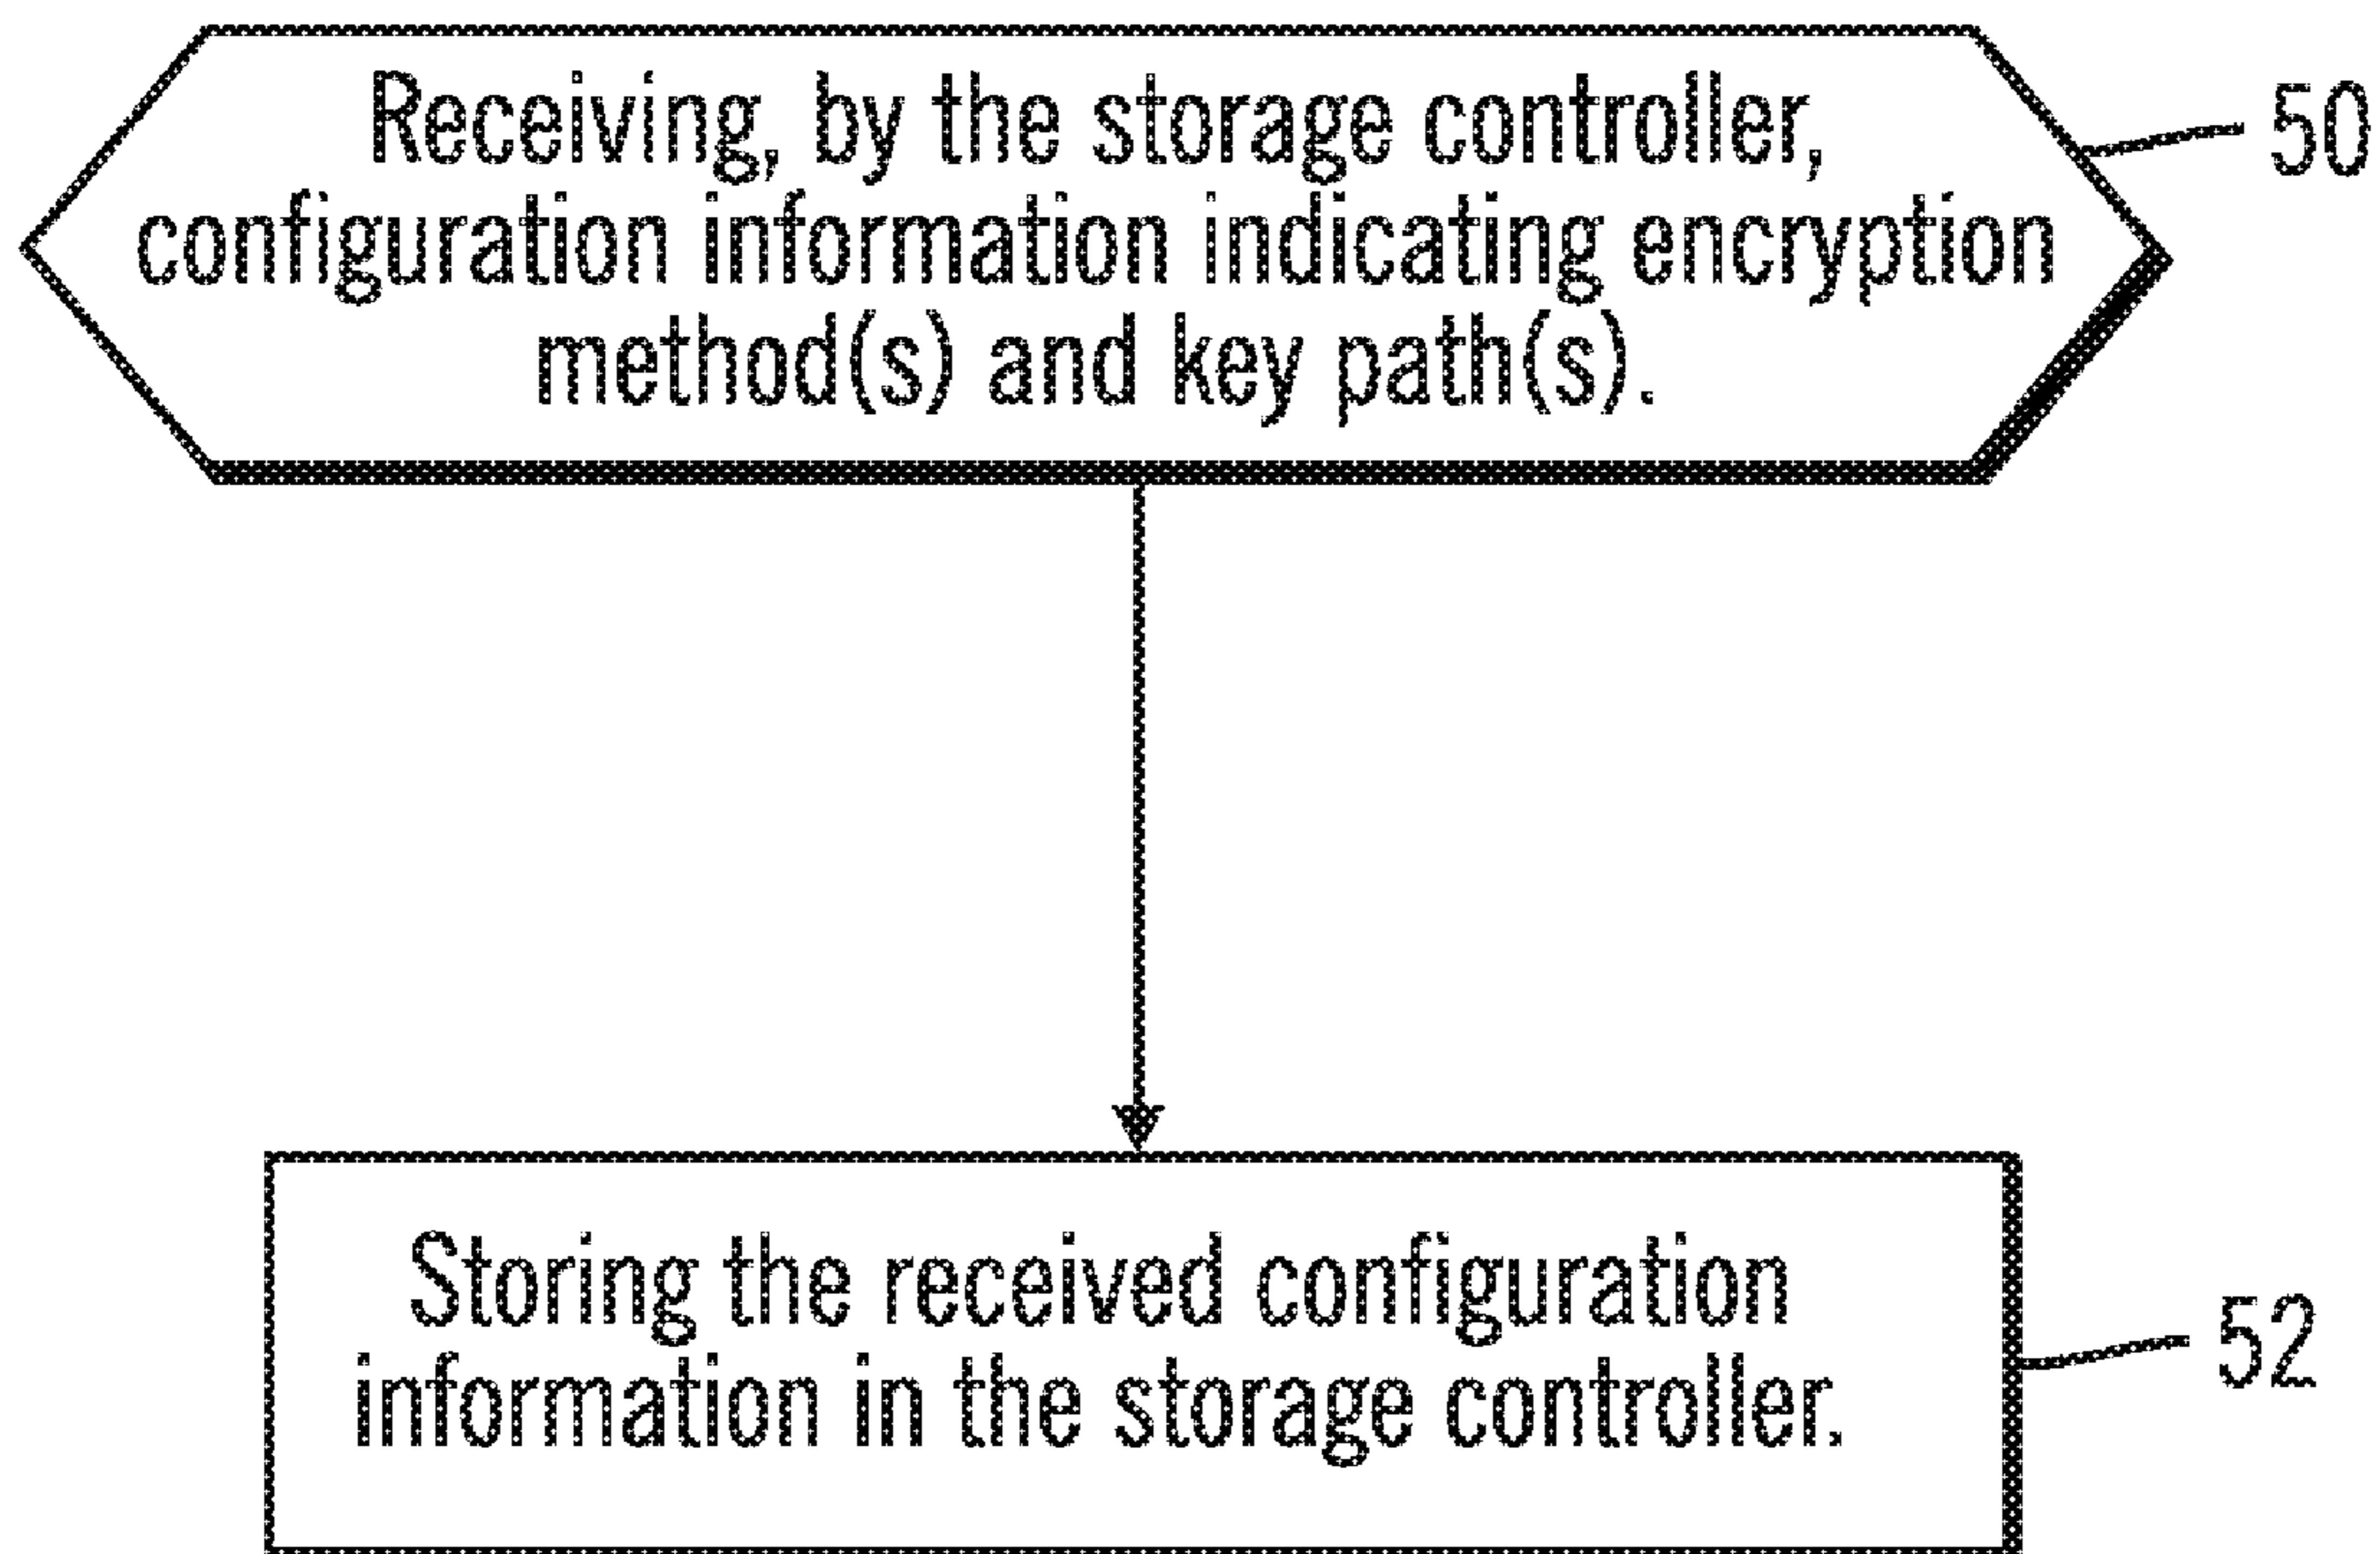 Receiving, by the storage controller,
configuration information indicating encryption
method(s) and key path(s).
50
Storing the received configuration
information in the storage controller.
52